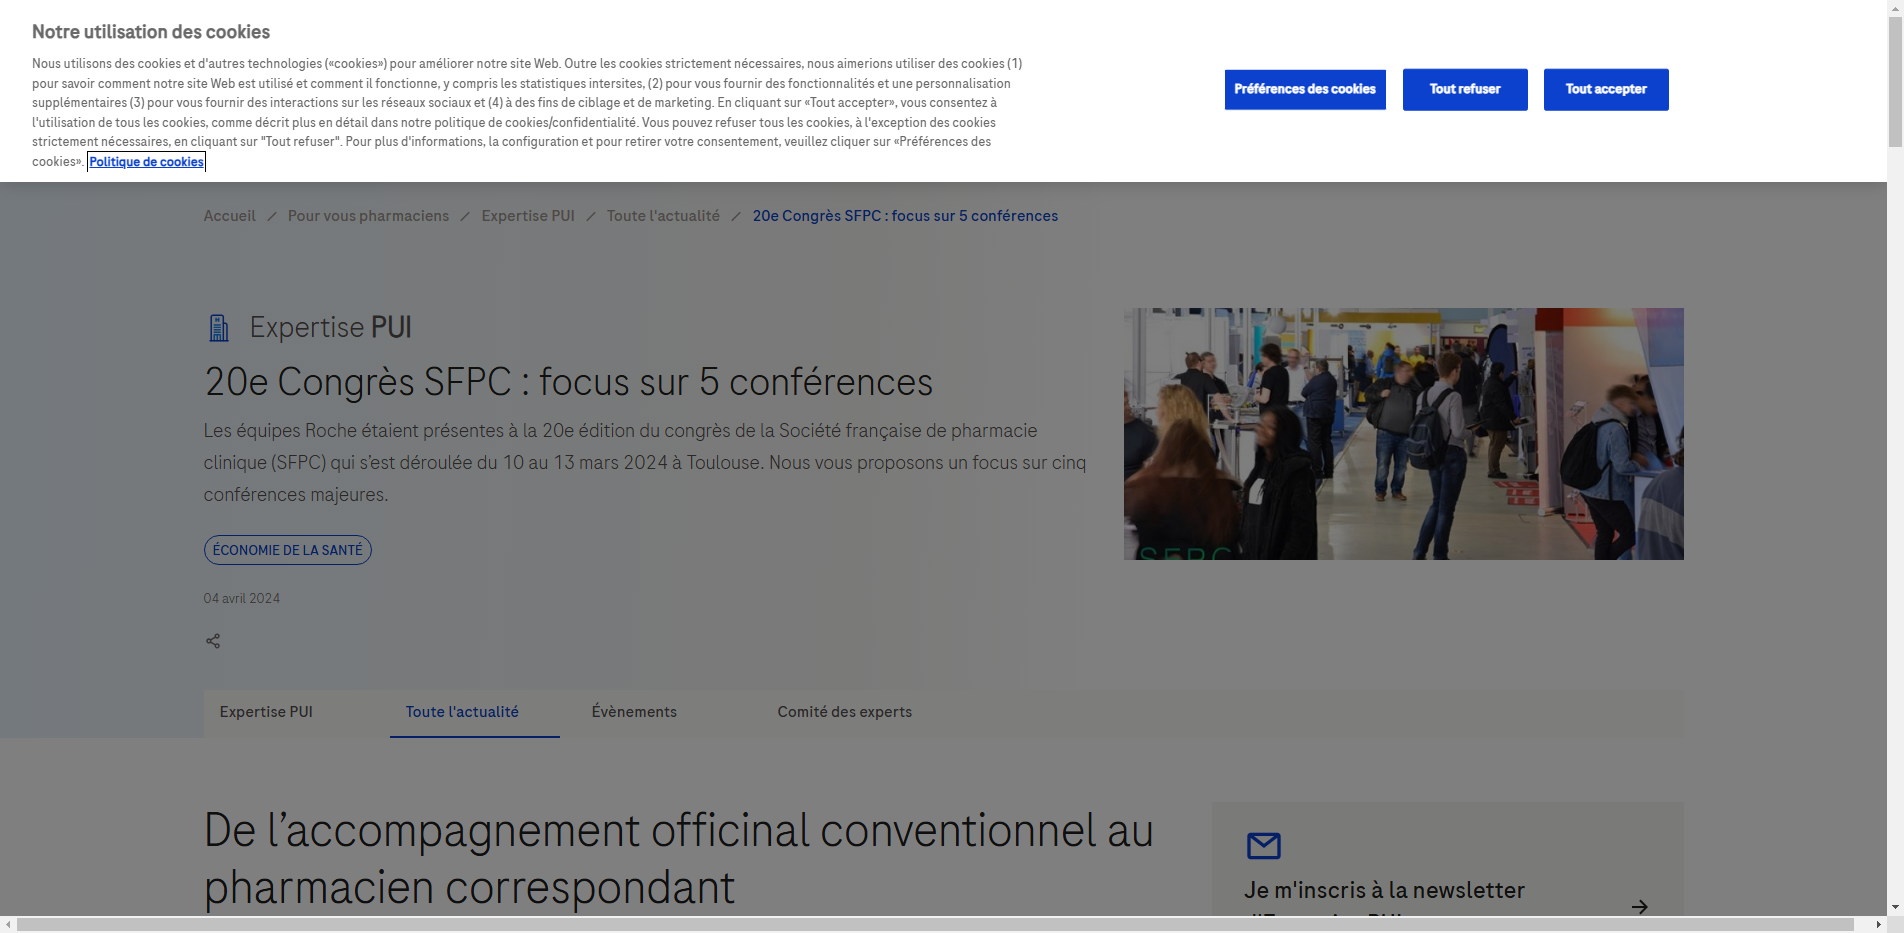 Notre utilisation des cookies
Nous utilisons des cookies et d'autres technologies («cookies») pour améliorer notre site Web. Outre les cookies strictement nécessaires, nous aimerions utiliser des cookies (1)
pour savoir comment notre site Web est utilisé et comment il fonctionne, y compris les statistiques intersites, (2) pour vous fournir des fonctionnalités et une personnalisation
supplémentaires (3) pour vous fournir des interactions sur les réseaux sociaux et (4) à des fins de ciblage et de marketing. En cliquant sur «Tout accepter», vous consentez à
l'utilisation de tous les cookies, comme décrit plus en détail dans notre politique de cookies/confidentialité. Vous pouvez refuser tous les cookies, à l'exception des cookies
strictement nécessaires, en cliquant sur "Tout refuser". Pour plus d'informations, la configuration et pour retirer votre consentement, veuillez cliquer sur «Préférences des
cookies». Politique de cookies
Préférences des cookies
Tout refuser
Tout accepter
Accueil / Pour vous pharmaciens / Expertise PUI / Toute l'actualité / 20e Congrès SFPC : focus sur 5 conférences
Expertise PUI
20e Congrès SFPC : focus sur 5 conférences
Les équipes Roche étaient présentes à la 20e édition du congrès de la Société française de pharmacie
clinique (SFPC) qui s’est déroulée du 10 au 13 mars 2024 à Toulouse. Nous vous proposons un focus sur cinq
conférences majeures.
ÉCONOMIE DE LA SANTÉ
04 avril 2024
SFPC
Expertise PUI
Toute l'actualité
Évènements
Comité des experts
De l’accompagnement officinal conventionnel au
pharmacien correspondant
Je m'inscris à la newsletter